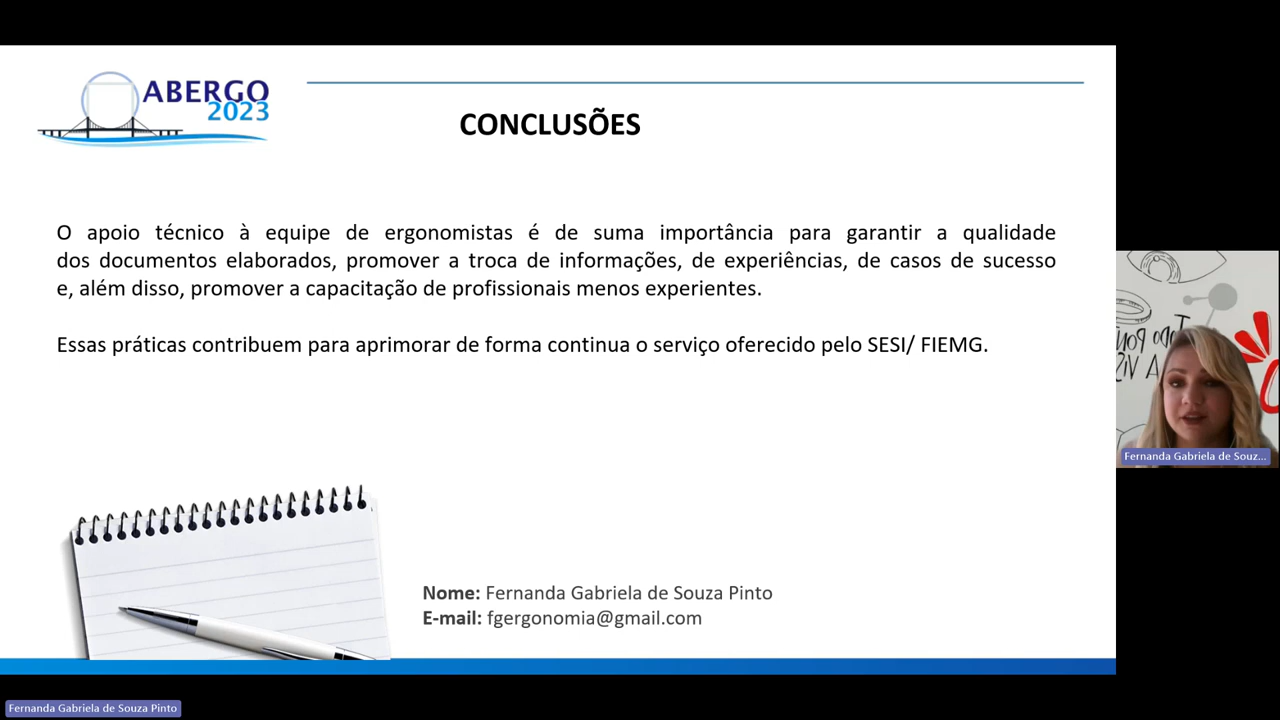 ABERGO
2023
CONCLUSÕES
O apoio técnico à equipe de ergonomistas é de suma importância para garantir a qualidade
dos documentos elaborados, promover a troca de informações, de experiências, de casos de sucesso
e, além disso, promover a capacitação de profissionais menos experientes.
Essas práticas contribuem para aprimorar de forma continua o serviço oferecido pelo SESI/ FIEMG.
Nome: Fernanda Gabriela de Souza Pinto
E-mail: fgergonomia@gmail.com
Fernanda Gabriela de Souz...
Fernanda Gabriela de Souza Pinto